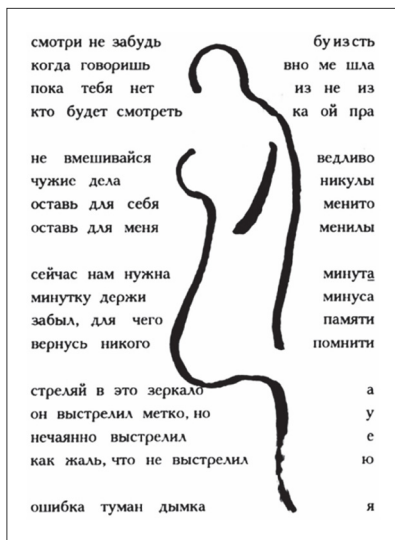 смотри не забудь буизсть
когда говоришь вно ме шла
пока тебя нет из не из
кто будет смотреть ка ой пра
не вмешивайся ведливо
чужие дела никулы
оставь для себя менито
оставь для меня менилы
сейчас нам нужна минута
минутку держи минуса
забыл, для чего памяти
вернусь никого помнити
стреляй в это зеркало а
он выстрелил метко, но у
нечаянно выстрелил е
как жаль, что не выстрелил ю
ошибка туман дымка я